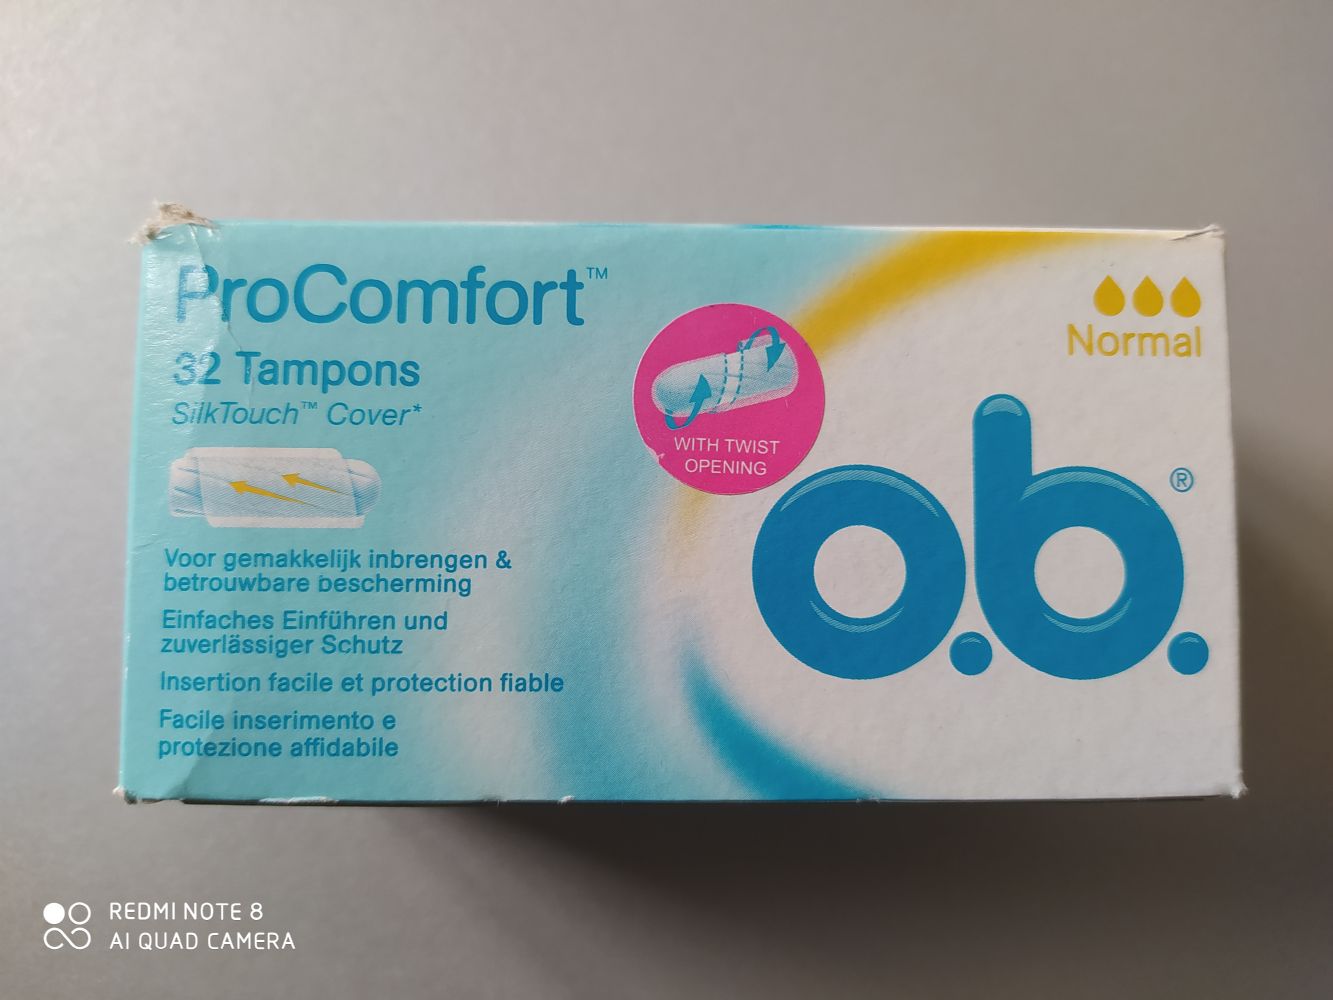 ProComfort™
32 Tampons
SilkTouch™ Cover*
Voor gemakkelijk inbrengen &
betrouwbare bescherming
Einfaches Einführen und
zuverlässiger Schutz
Insertion facile et protection fiable
Facile inserimento e
protezione affidabile
WITH TWIST
OPENING
Normal
o.b.®
REDMI NOTE 8
AI QUAD CAMERA